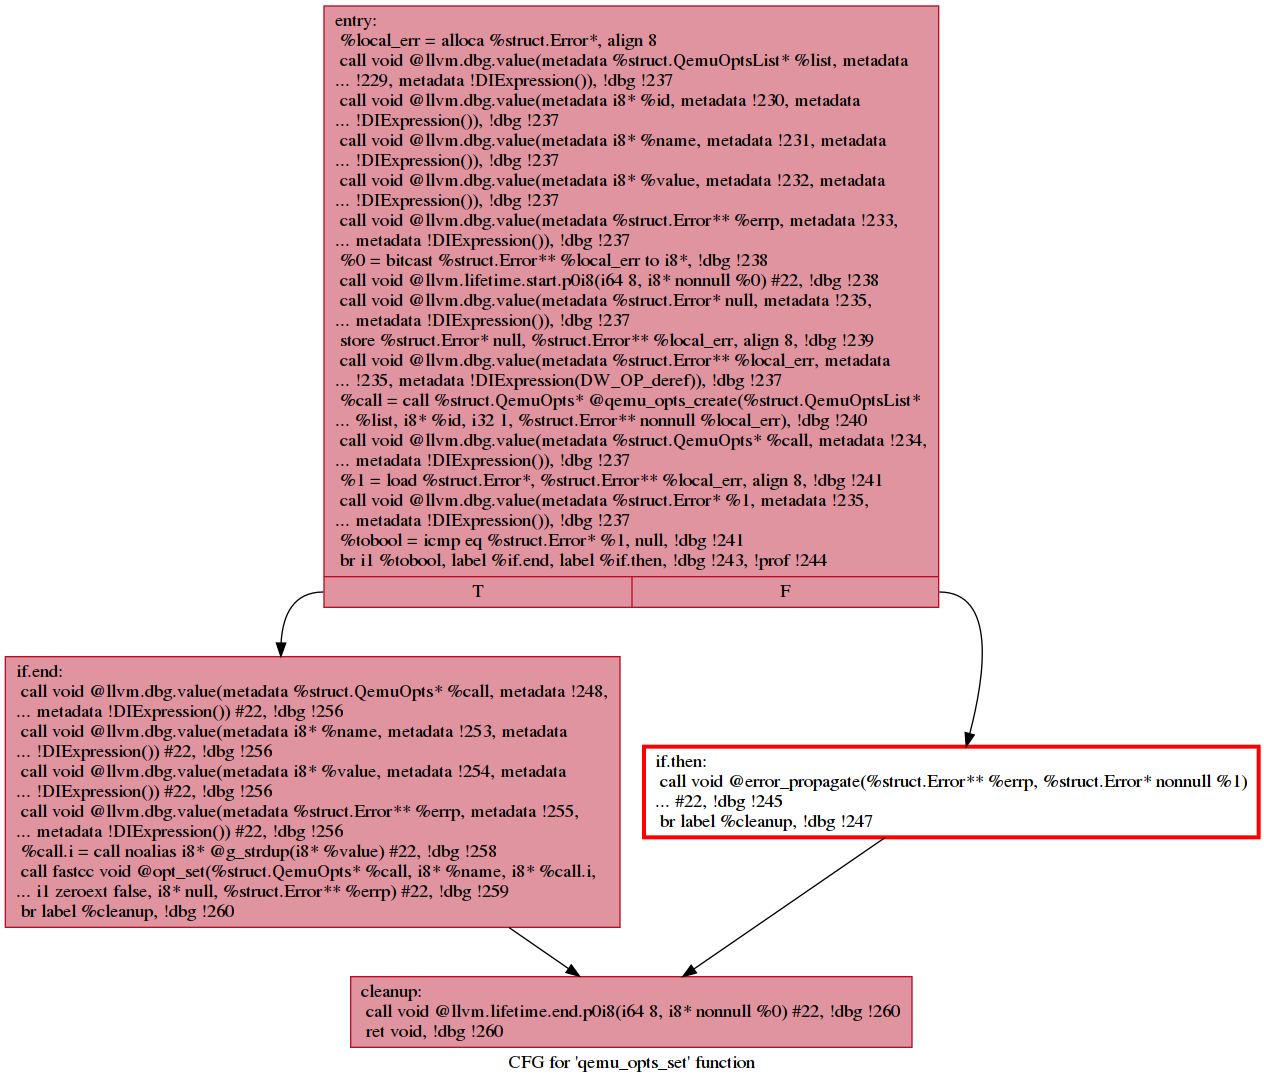 entry:
%local_err = alloca %struct.Error*, align 8
call void @llvm.dbg.value(metadata %struct.QemuOptsList* %list, metadata
... !229, metadata !DIExpression()), !dbg !237
call void @llvm.dbg.value(metadata i8* %id, metadata !230, metadata
... !DIExpression()), !dbg !237
call void @llvm.dbg.value(metadata i8* %name, metadata !231, metadata
... !DIExpression()), !dbg !237
call void @llvm.dbg.value(metadata i8* %value, metadata !232, metadata
... !DIExpression()), !dbg !237
call void @llvm.dbg.value(metadata %struct.Error** %errp, metadata !233,
... metadata !DIExpression()), !dbg !237
%0 = bitcast %struct.Error** %local_err to i8*, !dbg !238
call void @llvm.lifetime.start.p0i8(i64 8, i8* nonnull %0) #22, !dbg !238
call void @llvm.dbg.value(metadata %struct.Error* null, metadata !235,
... metadata !DIExpression()), !dbg !237
store %struct.Error* null, %struct.Error** %local_err, align 8, !dbg !239
call void @llvm.dbg.value(metadata %struct.Error** %local_err, metadata
... !235, metadata !DIExpression(DW_OP_deref)), !dbg !237
%call = call %struct.QemuOpts* @qemu_opts_create(%struct.QemuOptsList*
... %list, i8* %id, i32 1, %struct.Error** nonnull %local_err), !dbg !240
call void @llvm.dbg.value(metadata %struct.QemuOpts* %call, metadata !234,
... metadata !DIExpression()), !dbg !237
%1 = load %struct.Error*, %struct.Error** %local_err, align 8, !dbg !241
call void @llvm.dbg.value(metadata %struct.Error* %1, metadata !235,
... metadata !DIExpression()), !dbg !237
%tobool = icmp eq %struct.Error* %1, null, !dbg !241
br i1 %tobool, label %if.end, label %if.then, !dbg !243, !prof !244
T
F
if.end:
call void @llvm.dbg.value(metadata %struct.QemuOpts* %call, metadata !248,
... metadata !DIExpression()) #22, !dbg !256
call void @llvm.dbg.value(metadata i8* %name, metadata !253, metadata
... !DIExpression()) #22, !dbg !256
call void @llvm.dbg.value(metadata i8* %value, metadata !254, metadata
... !DIExpression()) #22, !dbg !256
call void @llvm.dbg.value(metadata %struct.Error** %errp, metadata !255,
... metadata !DIExpression()) #22, !dbg !256
%call.i = call noalias i8* @g_strdup(i8* %value) #22, !dbg !258
call fastcc void @opt_set(%struct.QemuOpts* %call, i8* %name, i8* %call.i,
... i1 zeroext false, i8* null, %struct.Error** %errp) #22, !dbg !259
br label %cleanup, !dbg !260
if.then:
call void @error_propagate(%struct.Error** %errp, %struct.Error* nonnull %1)
... #22, !dbg !245
br label %cleanup, !dbg !247
cleanup:
call void @llvm.lifetime.end.p0i8(i64 8, i8* nonnull %0) #22, !dbg !260
ret void, !dbg !260
CFG for 'qemu_opts_set' function